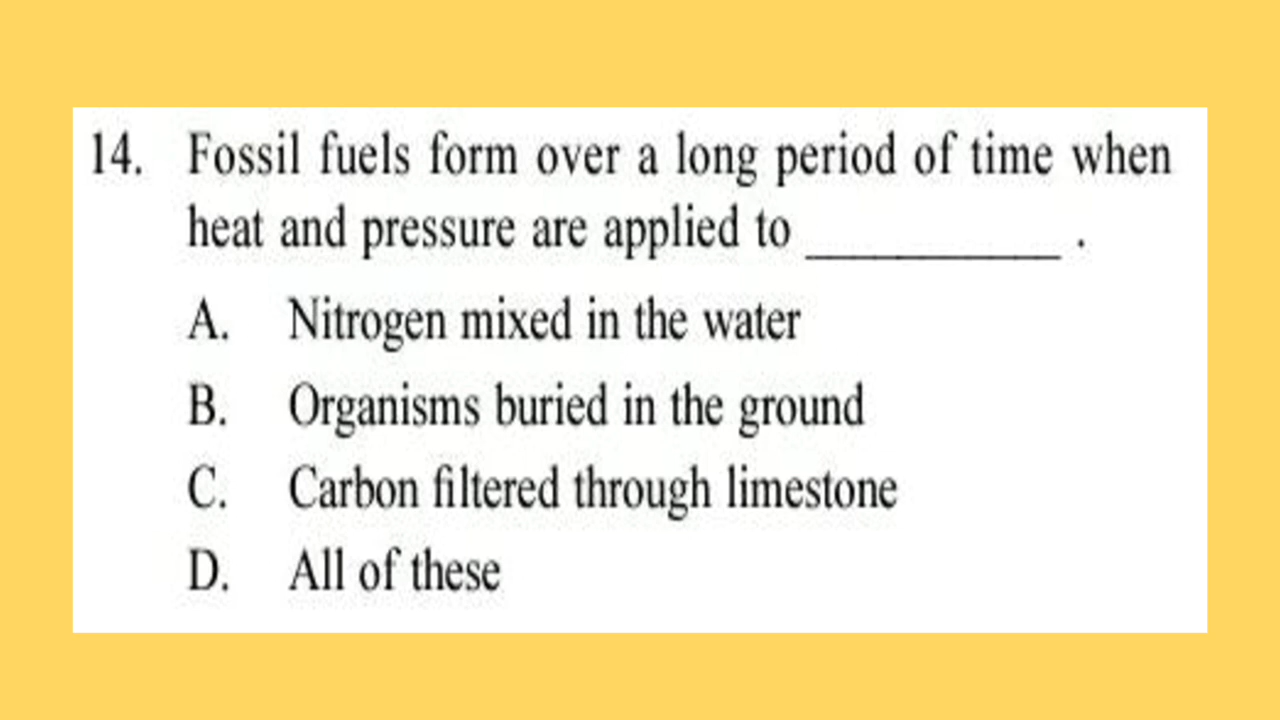 14. Fossil fuels form over a long period of time when
heat and pressure are applied to __________ .
A. Nitrogen mixed in the water
B. Organisms buried in the ground
C. Carbon filtered through limestone
D. All of these